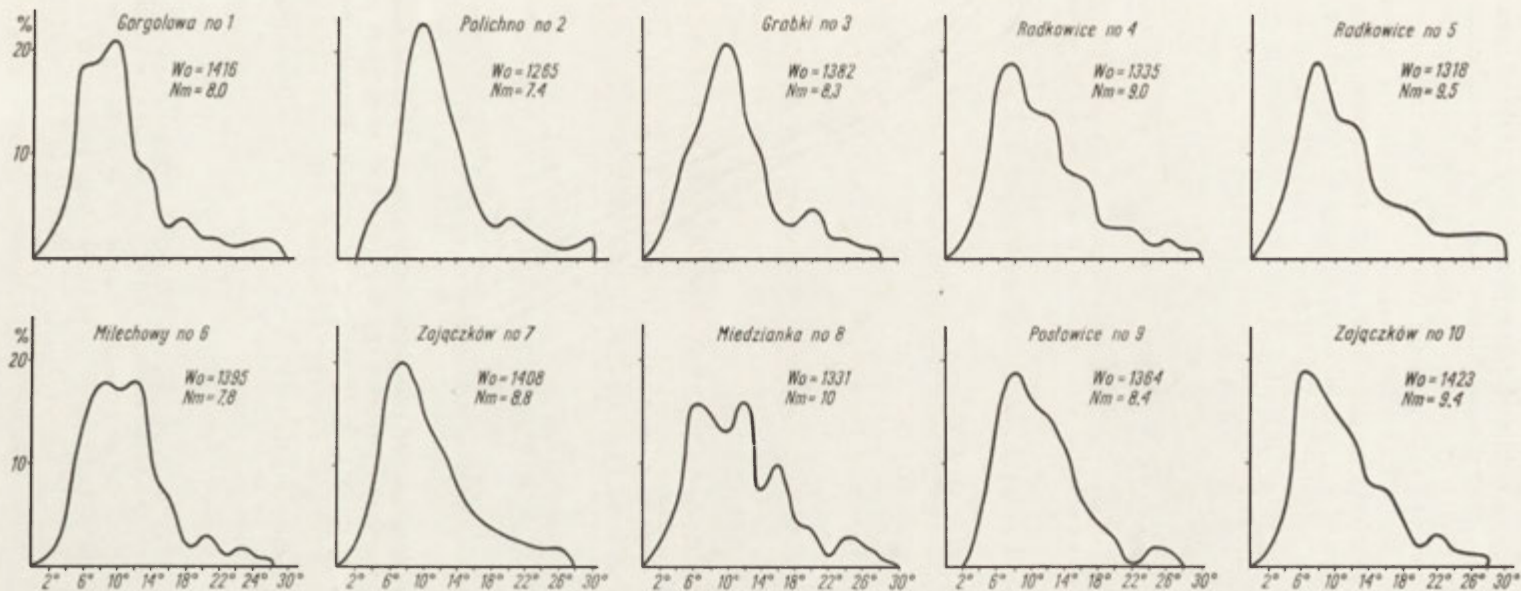 %
Gorgolowa no 1
20
Wo = 1416
Nm = 8.0
10
Polichno no 2
Wo = 1265
Nm = 7.4
Grabki no 3
Wo = 1382
Nm = 8.3
Radkowice no 4
Wo = 1335
Nm = 9.0
Radkowice no 5
Wo = 1318
Nm = 9.5
%
Milechowy no 6
20
Wo = 1395
Nm = 7,8
10
2° 6° 10° 14° 18° 22° 24° 30°
Zajączków no 7
Wo = 1408
Nm = 8.8
2° 6° 10° 14° 18° 22° 26° 30°
Miedzianka no 8
Wo = 1331
Nm = 10
2° 6° 10° 14° 18° 22° 26° 30°
Posłowice no 9
Wo = 1364
Nm = 8.4
2° 6° 10° 14° 18° 22° 26° 30°
Zajączków no 10
Wo = 1423
Nm = 9.4
2° 6° 10° 14° 18° 22° 26° 30°